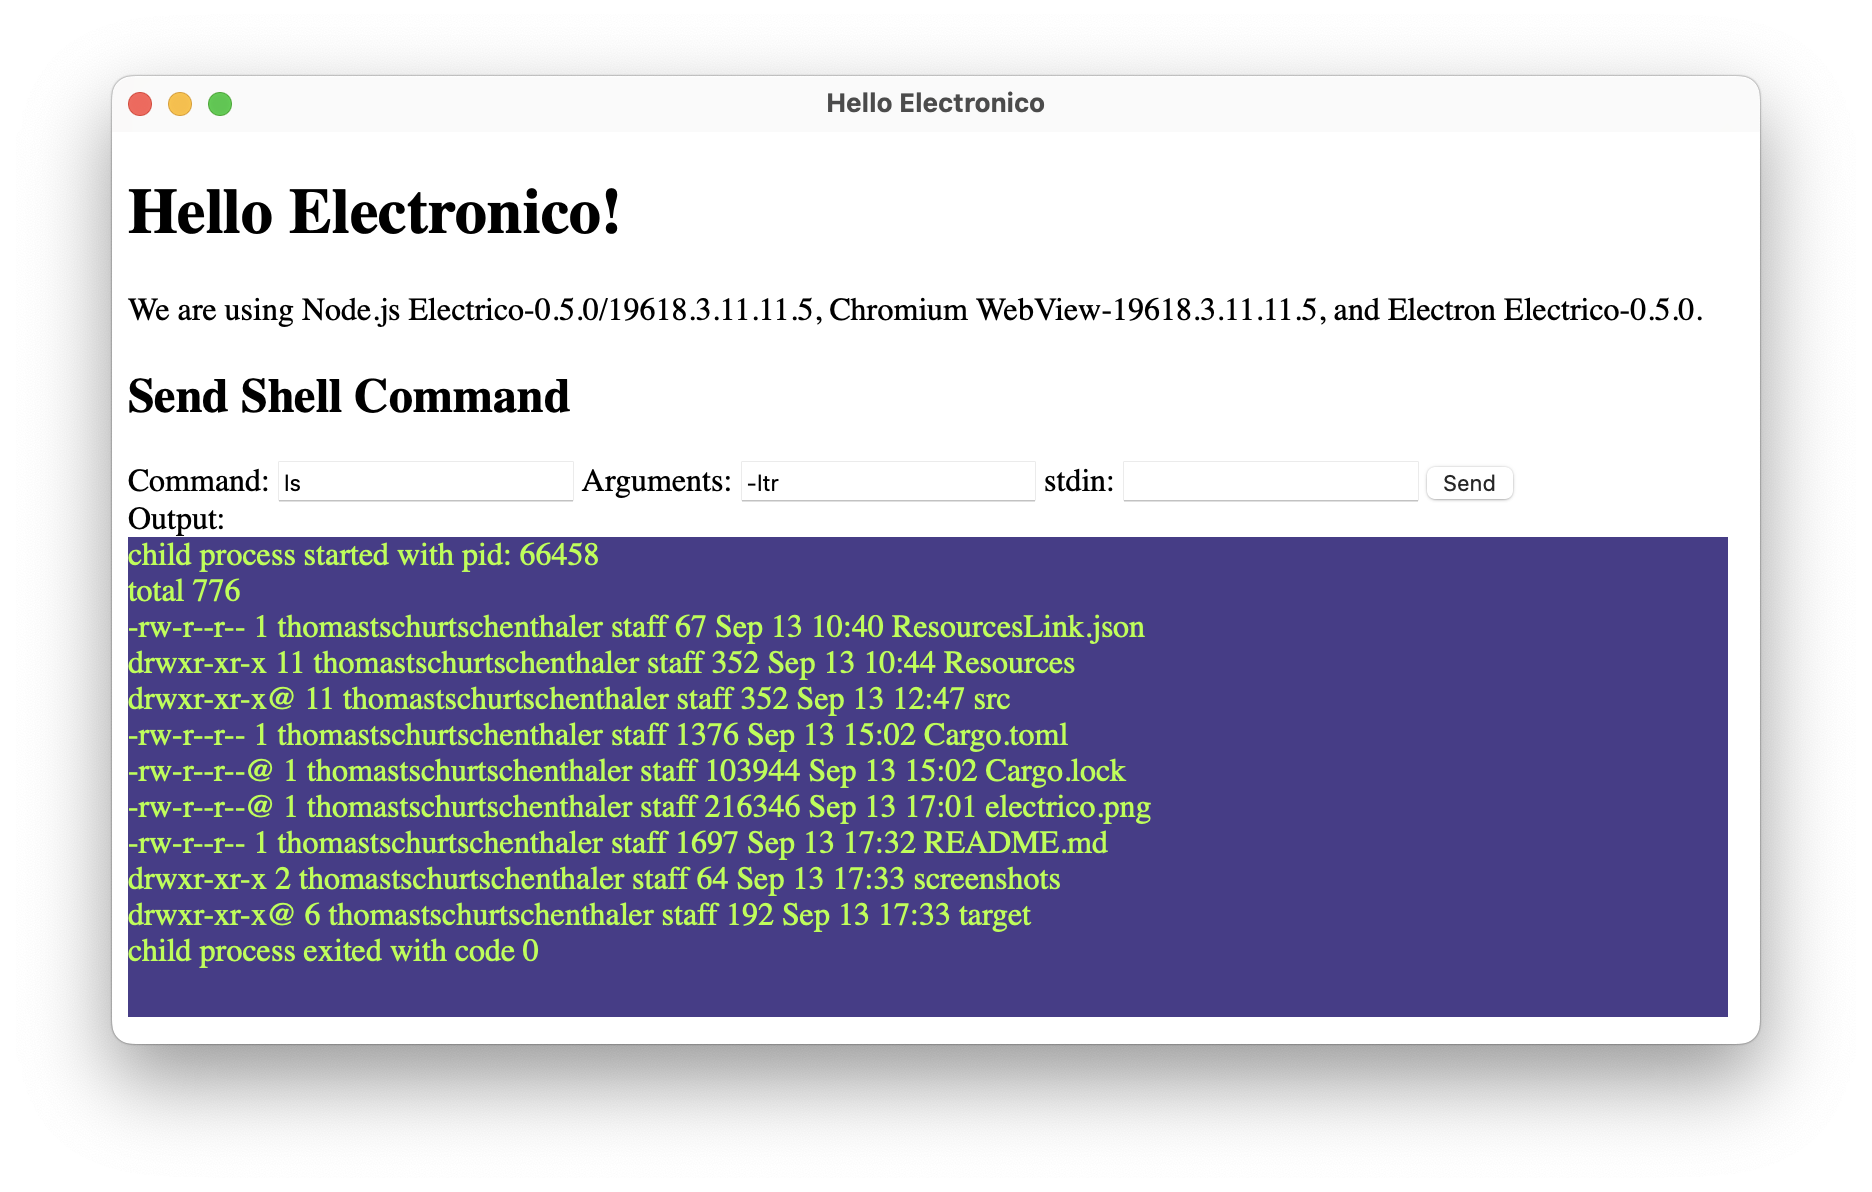 Hello Electronico
Hello Electronico!
We are using Node.js Electrico-0.5.0/19618.3.11.11.5, Chromium WebView-19618.3.11.11.5, and Electron Electrico-0.5.0.
Send Shell Command
Command: ls Arguments: -ltr stdin: Send
Output:
child process started with pid: 66458
total 776
-rw-r--r-- 1 thomastschurtschenthaler staff 67 Sep 13 10:40 ResourcesLink.json
drwxr-xr-x 11 thomastschurtschenthaler staff 352 Sep 13 10:44 Resources
drwxr-xr-x@ 11 thomastschurtschenthaler staff 352 Sep 13 12:47 src
-rw-r--r-- 1 thomastschurtschenthaler staff 1376 Sep 13 15:02 Cargo.toml
-rw-r--r--@ 1 thomastschurtschenthaler staff 103944 Sep 13 15:02 Cargo.lock
-rw-r--r--@ 1 thomastschurtschenthaler staff 216346 Sep 13 17:01 electrico.png
-rw-r--r-- 1 thomastschurtschenthaler staff 1697 Sep 13 17:32 README.md
drwxr-xr-x 2 thomastschurtschenthaler staff 64 Sep 13 17:33 screenshots
drwxr-xr-x@ 6 thomastschurtschenthaler staff 192 Sep 13 17:33 target
child process exited with code 0